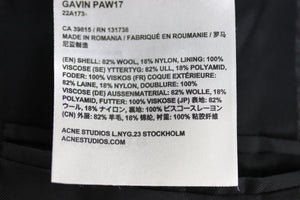 GAVIN PAW17
22A173-
CA 39815 / RN 131738
MADE IN ROMANIA / FABRIQUÉ EN ROUMANIE / 罗马
尼亚制造
(EN) SHELL: 82% WOOL, 18% NYLON, LINING: 100%
VISCOSE (SE) YTTERTYG: 82% ULL, 18% POLYAMID,
FODER: 100% VISKOS (FR) COQUE EXTÉRIEURE:
82% LAINE, 18% NYLON, DOUBLURE: 100%
VISCOSE (DE) AUSSENMATERIAL: 82% WOLLE, 18%
POLYAMID, FUTTER: 100% VISKOSE (JP) 表地: 82%
ウール, 18% ナイロン, 裏地: 100% ビスコースレーヨン
(CN) 外层: 82% 羊毛, 18% 锦纶, 衬里: 100% 粘胶纤维
ACNE STUDIOS L.NYG.23 STOCKHOLM
ACNESTUDIOS.COM